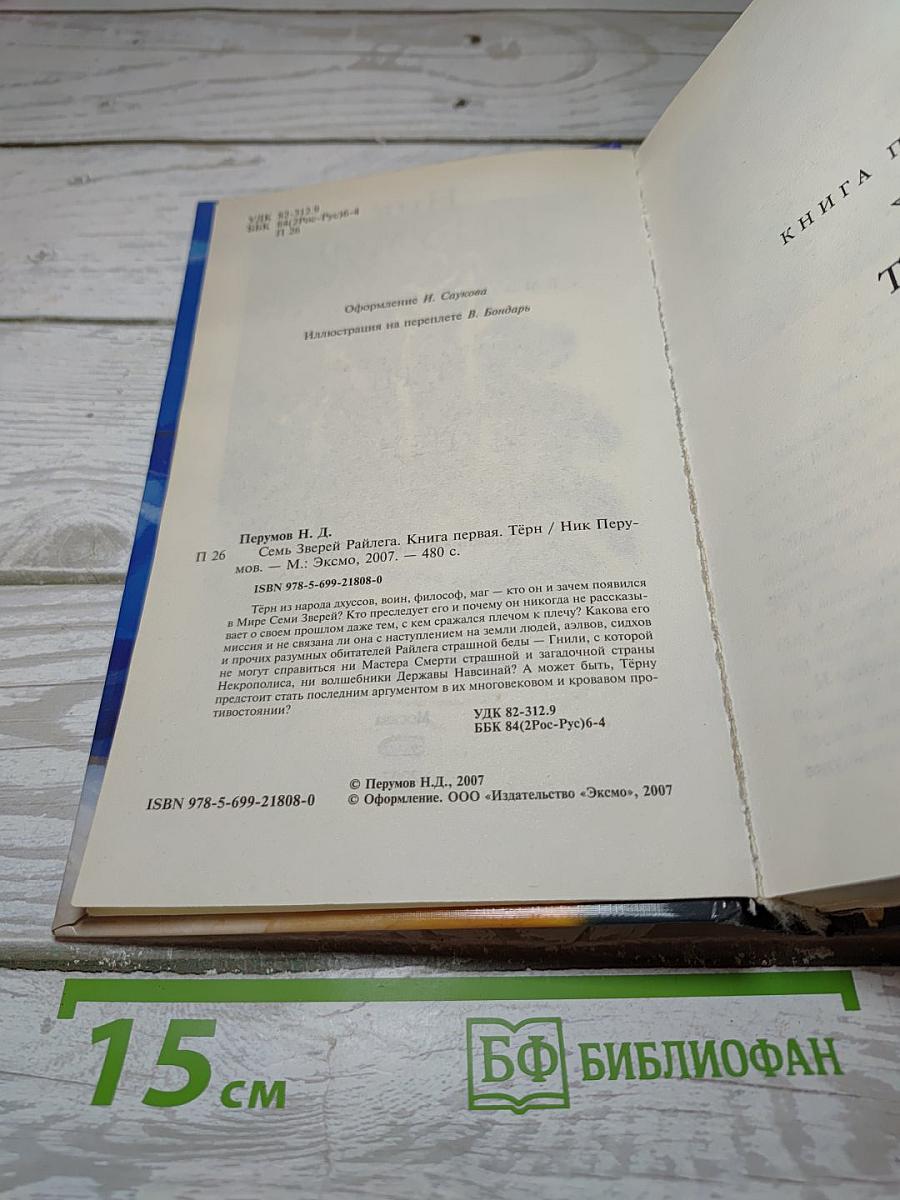 УДК 82-312.9
ББК 84(2Рос-Рус)6-4
П 26
Оформление И. Саукова
Иллюстрация на переплете В. Бондарь
Перумов Н. Д.
П 26 Семь Зверей Райлега. Книга первая. Тёрн / Ник Перу-
мов. — М.: Эксмо, 2007. — 480 с.
ISBN 978-5-699-21808-0
Тёрн из народа дхуссов, воин, философ, маг — кто он и зачем появился
в Мире Семи Зверей? Кто преследует его и почему он никогда не рассказы-
вает о своем прошлом даже тем, с кем сражался плечом к плечу? Какова его
миссия и не связана ли она с наступлением на земли людей, аэлвов, сидхов
и прочих разумных обитателей Райлега страшной беды — Гнили, с которой
не могут справиться ни Мастера Смерти страшной и загадочной страны
Некрополиса, ни волшебники Державы Навсинай? А может быть, Тёрну
предстоит стать последним аргументом в их многовековом и кровавом про-
тивостоянии?
УДК 82-312.9
ББК 84(2Рос-Рус)6-4
© Перумов Н.Д., 2007
ISBN 978-5-699-21808-0 © Оформление. ООО «Издательство «Эксмо», 2007
КНИГА П
Т
15 см
БФ БИБЛИОФАН